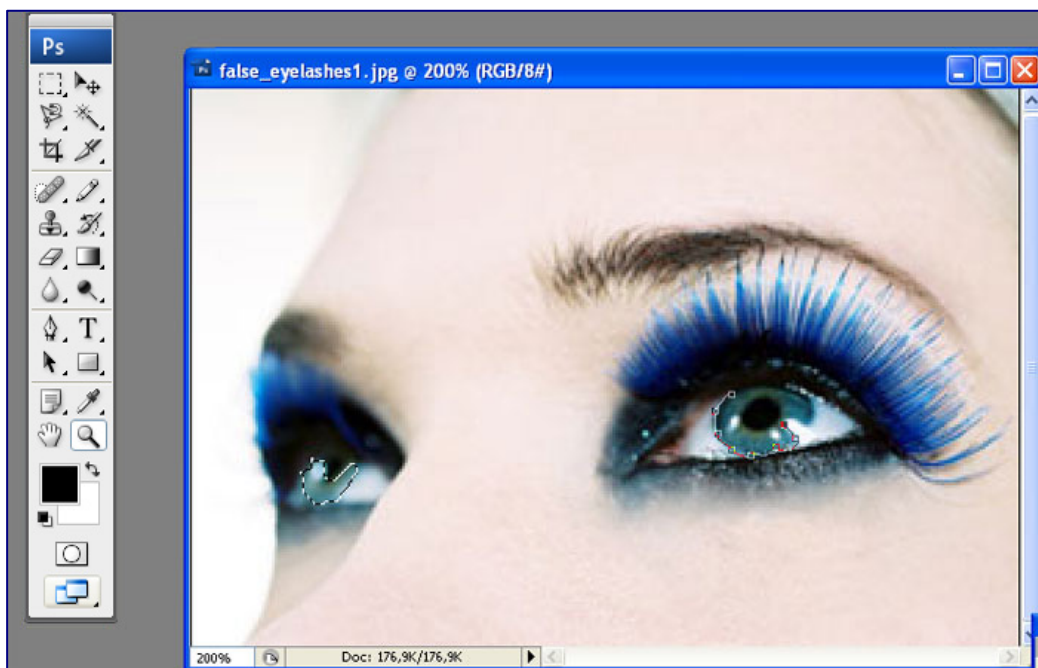 Ps
false_eyelashes1.jpg @ 200% (RGB/8#)
T
200%
Doc: 176,9K/176,9K